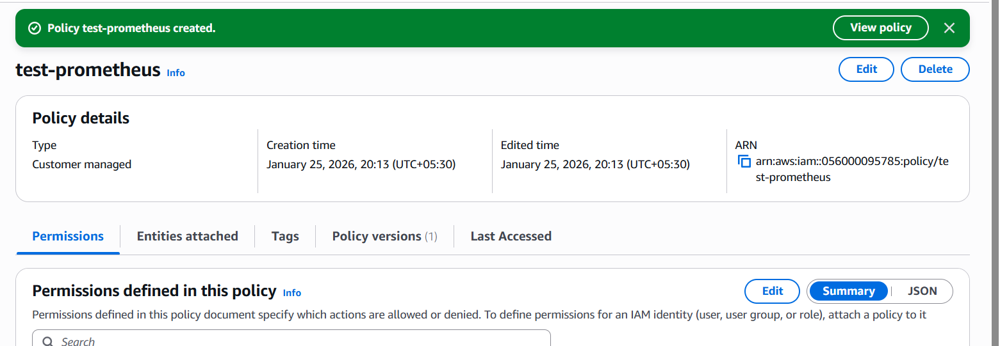 Policy test-prometheus created.
View policy
test-prometheus Info
Edit
Delete
Policy details
Type
Customer managed
Creation time
January 25, 2026, 20:13 (UTC+05:30)
Edited time
January 25, 2026, 20:13 (UTC+05:30)
ARN
arn:aws:iam::056000095785:policy/te
st-prometheus
Permissions
Entities attached
Tags
Policy versions (1)
Last Accessed
Permissions defined in this policy Info
Edit
Summary
JSON
Permissions defined in this policy document specify which actions are allowed or denied. To define permissions for an IAM identity (user, user group, or role), attach a policy to it
Search